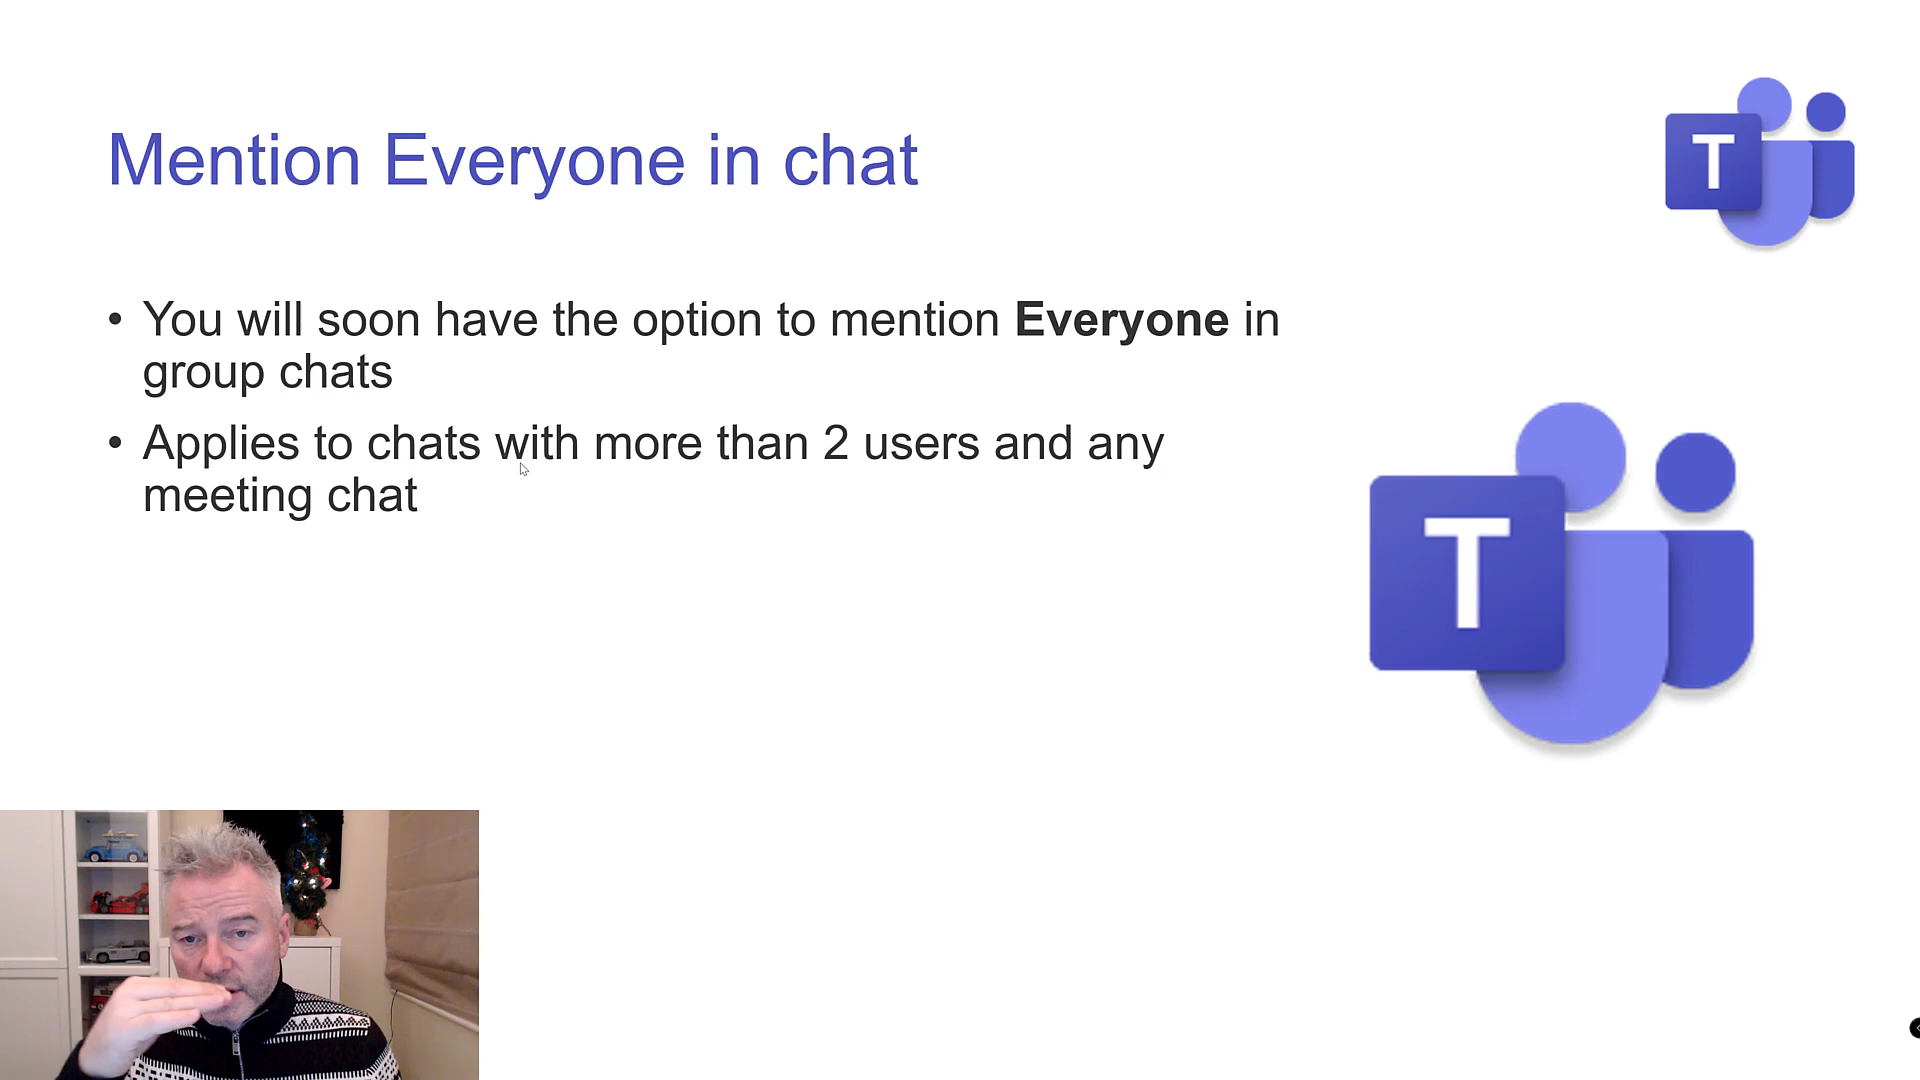 Mention Everyone in chat
T
• You will soon have the option to mention Everyone in
group chats
• Applies to chats with more than 2 users and any
meeting chat
T